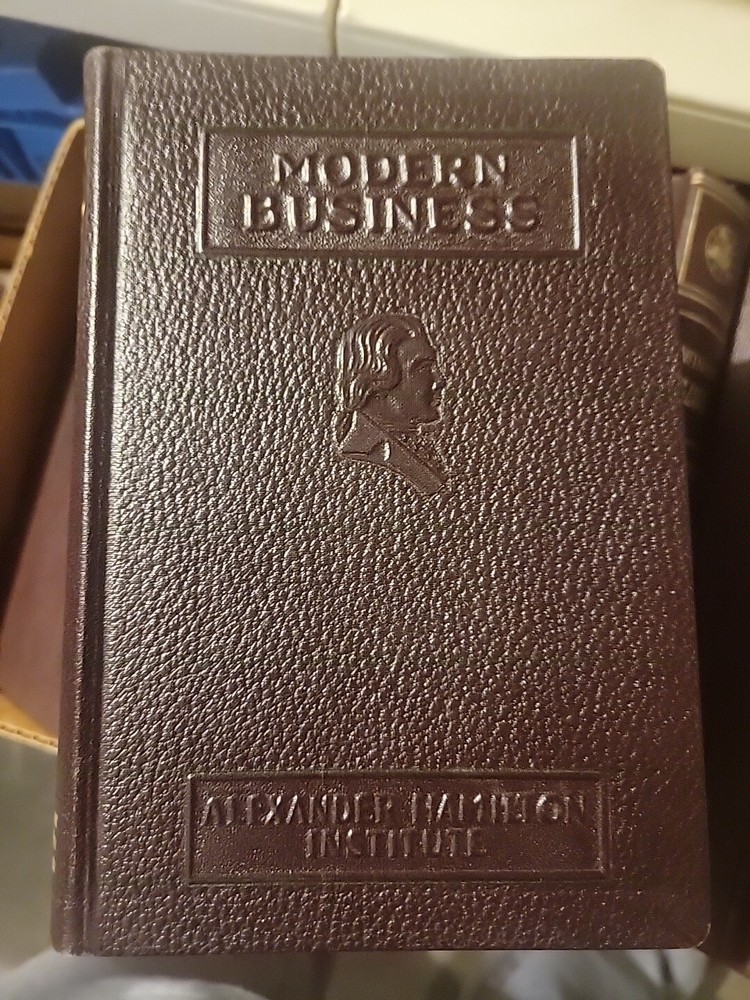 MODERN
BUSINESS
ALEXANDER HAMILTON
INSTITUTE